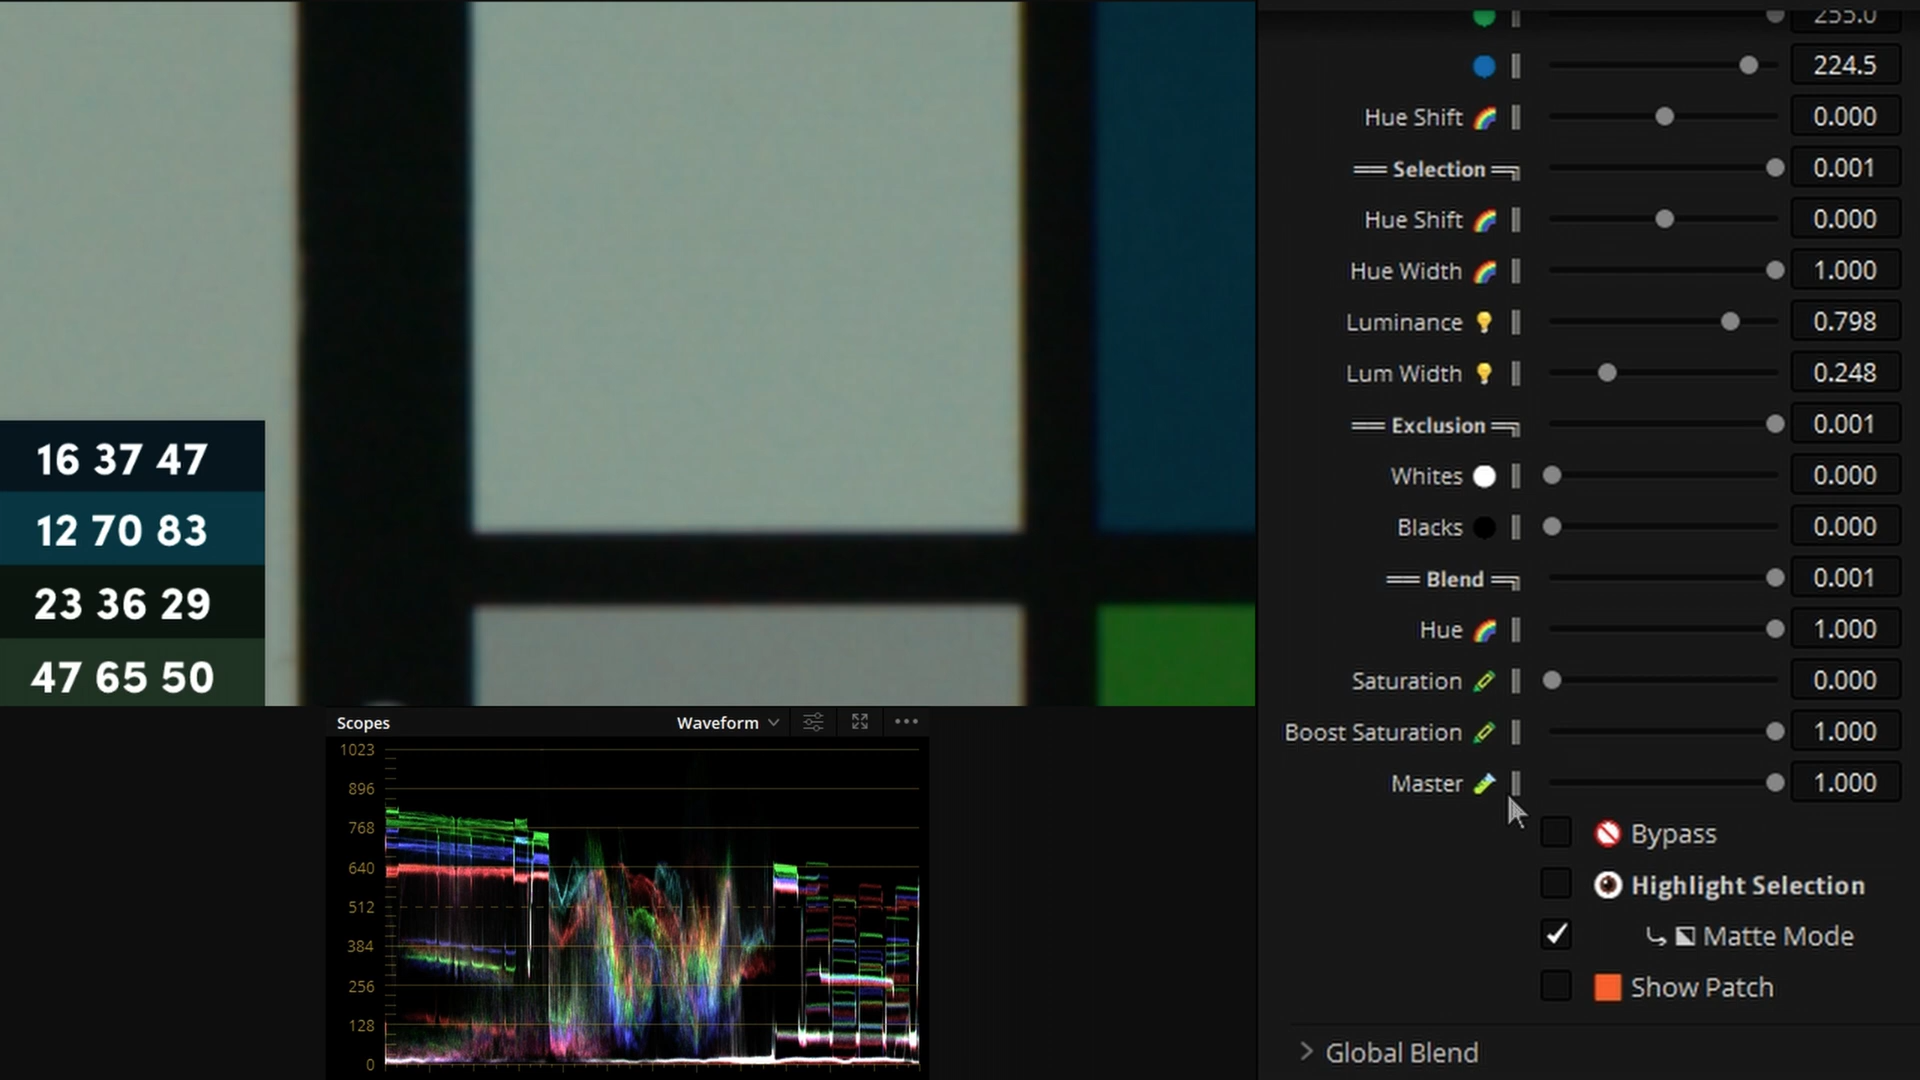 255.0
224.5
Hue Shift 0.000
Selection 0.001
Hue Shift 0.000
Hue Width 1.000
Luminance 0.798
Lum Width 0.248
Exclusion 0.001
Whites 0.000
Blacks 0.000
Blend 0.001
Hue 1.000
Saturation 0.000
Boost Saturation 1.000
Master 1.000
Bypass
Highlight Selection
Matte Mode
Show Patch
Global Blend
16 37 47
12 70 83
23 36 29
47 65 50
Scopes Waveform
1023
896
768
640
512
384
256
128
0